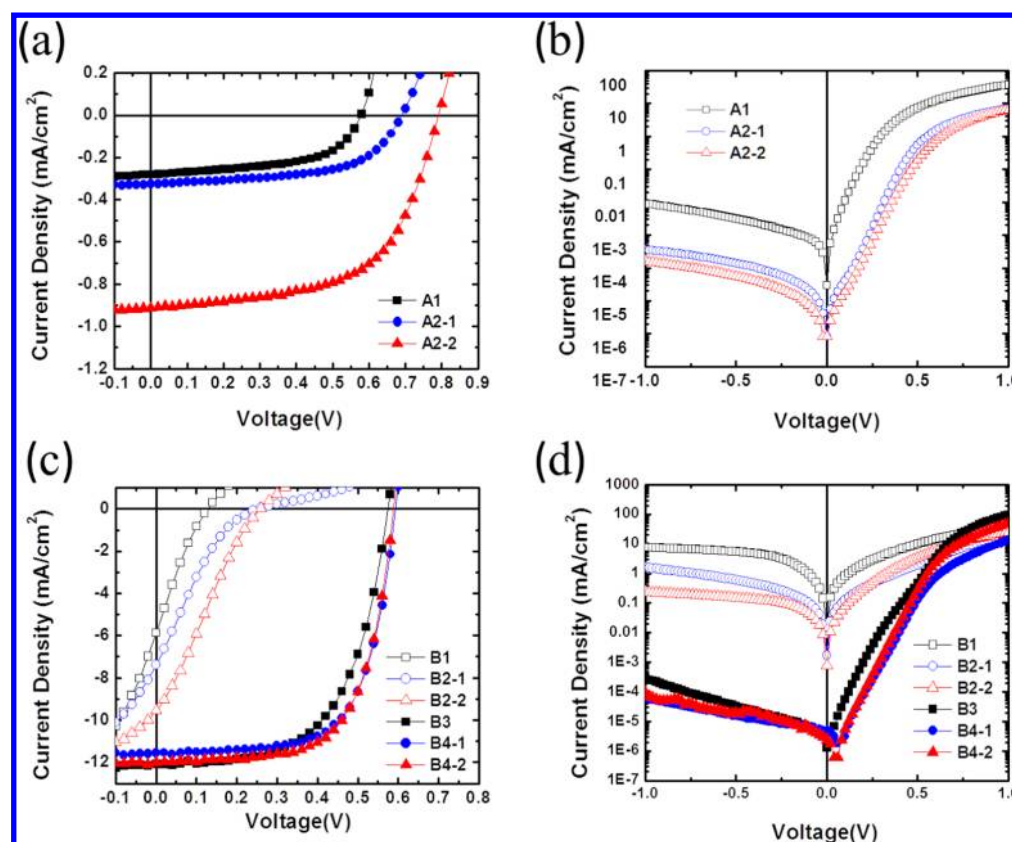 (a)
0.2
0.0
-0.2
-0.4
-0.6
-0.8
-1.0
-1.2
Current Density (mA/cm²)
A1
A2-1
A2-2
-0.1 0.0 0.1 0.2 0.3 0.4 0.5 0.6 0.7 0.8 0.9
Voltage(V)
(b)
100
10
1
0.1
0.01
1E-3
1E-4
1E-5
1E-6
1E-7
Current Density (mA/cm²)
A1
A2-1
A2-2
-1.0 -0.5 0.0 0.5 1.0
Voltage(V)
(c)
0
-2
-4
-6
-8
-10
-12
Current Density (mA/cm²)
B1
B2-1
B2-2
B3
B4-1
B4-2
-0.1 0.0 0.1 0.2 0.3 0.4 0.5 0.6 0.7 0.8
Voltage(V)
(d)
1000
100
10
1
0.1
0.01
1E-3
1E-4
1E-5
1E-6
1E-7
Current Density (mA/cm²)
B1
B2-1
B2-2
B3
B4-1
B4-2
-1.0 -0.5 0.0 0.5 1.0
Voltage(V)